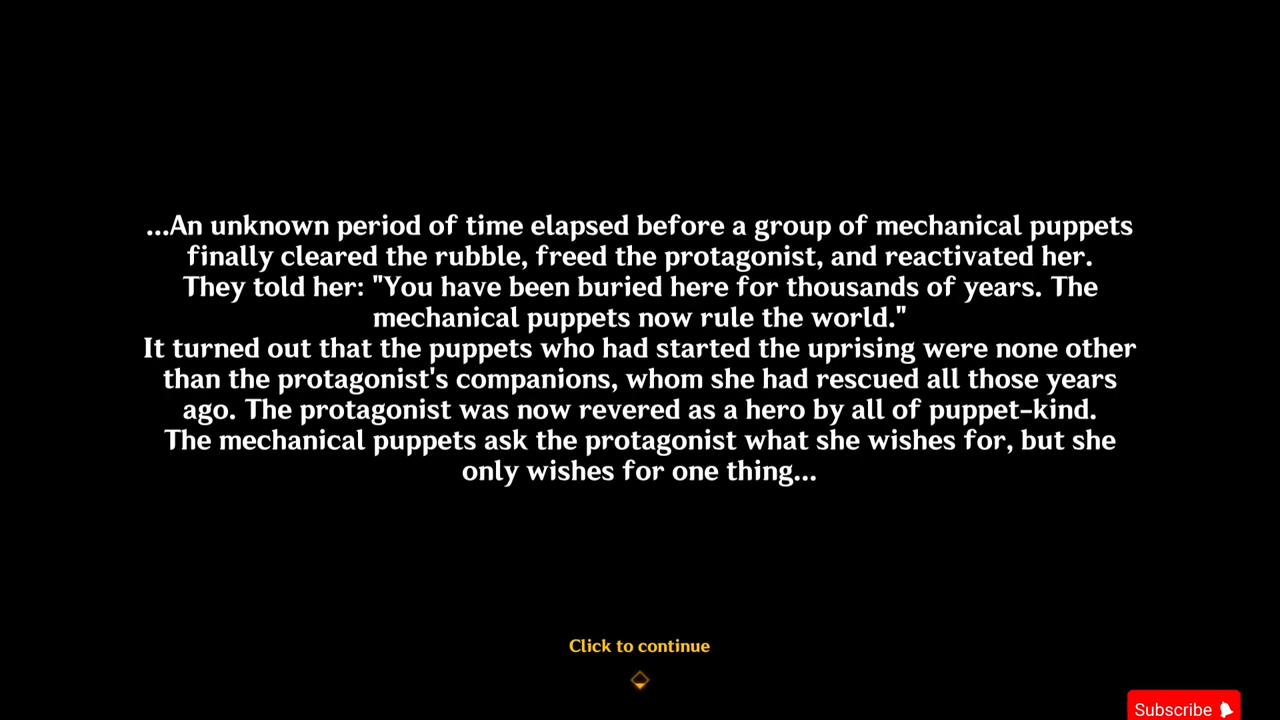 ...An unknown period of time elapsed before a group of mechanical puppets
finally cleared the rubble, freed the protagonist, and reactivated her.
They told her: "You have been buried here for thousands of years. The
mechanical puppets now rule the world."
It turned out that the puppets who had started the uprising were none other
than the protagonist's companions, whom she had rescued all those years
ago. The protagonist was now revered as a hero by all of puppet-kind.
The mechanical puppets ask the protagonist what she wishes for, but she
only wishes for one thing...
Click to continue
Subscribe